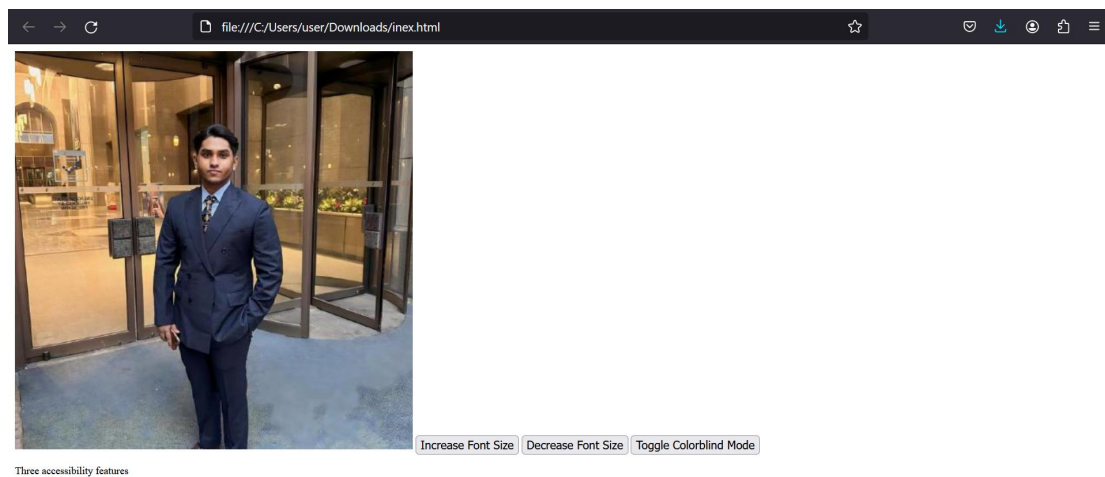 file:///C:/Users/user/Downloads/inex.html
Increase Font Size Decrease Font Size Toggle Colorblind Mode
Three accessibility features